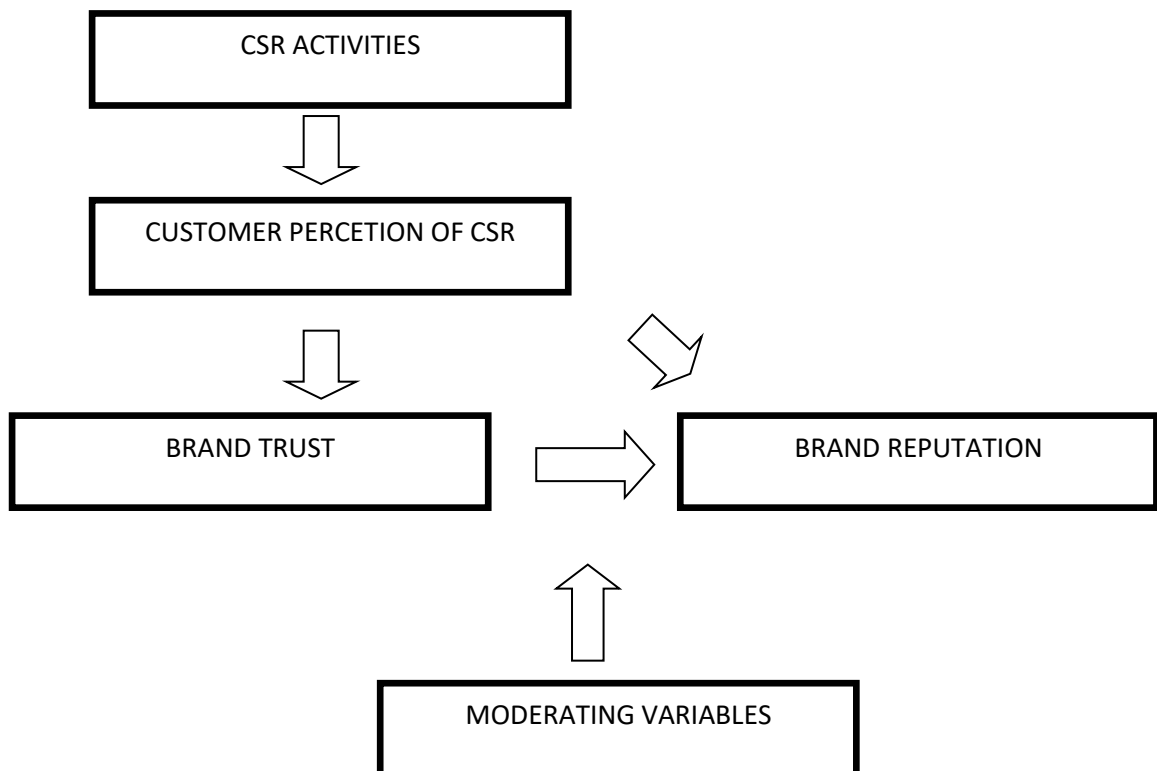 CSR ACTIVITIES
CUSTOMER PERCETION OF CSR
BRAND TRUST
BRAND REPUTATION
MODERATING VARIABLES